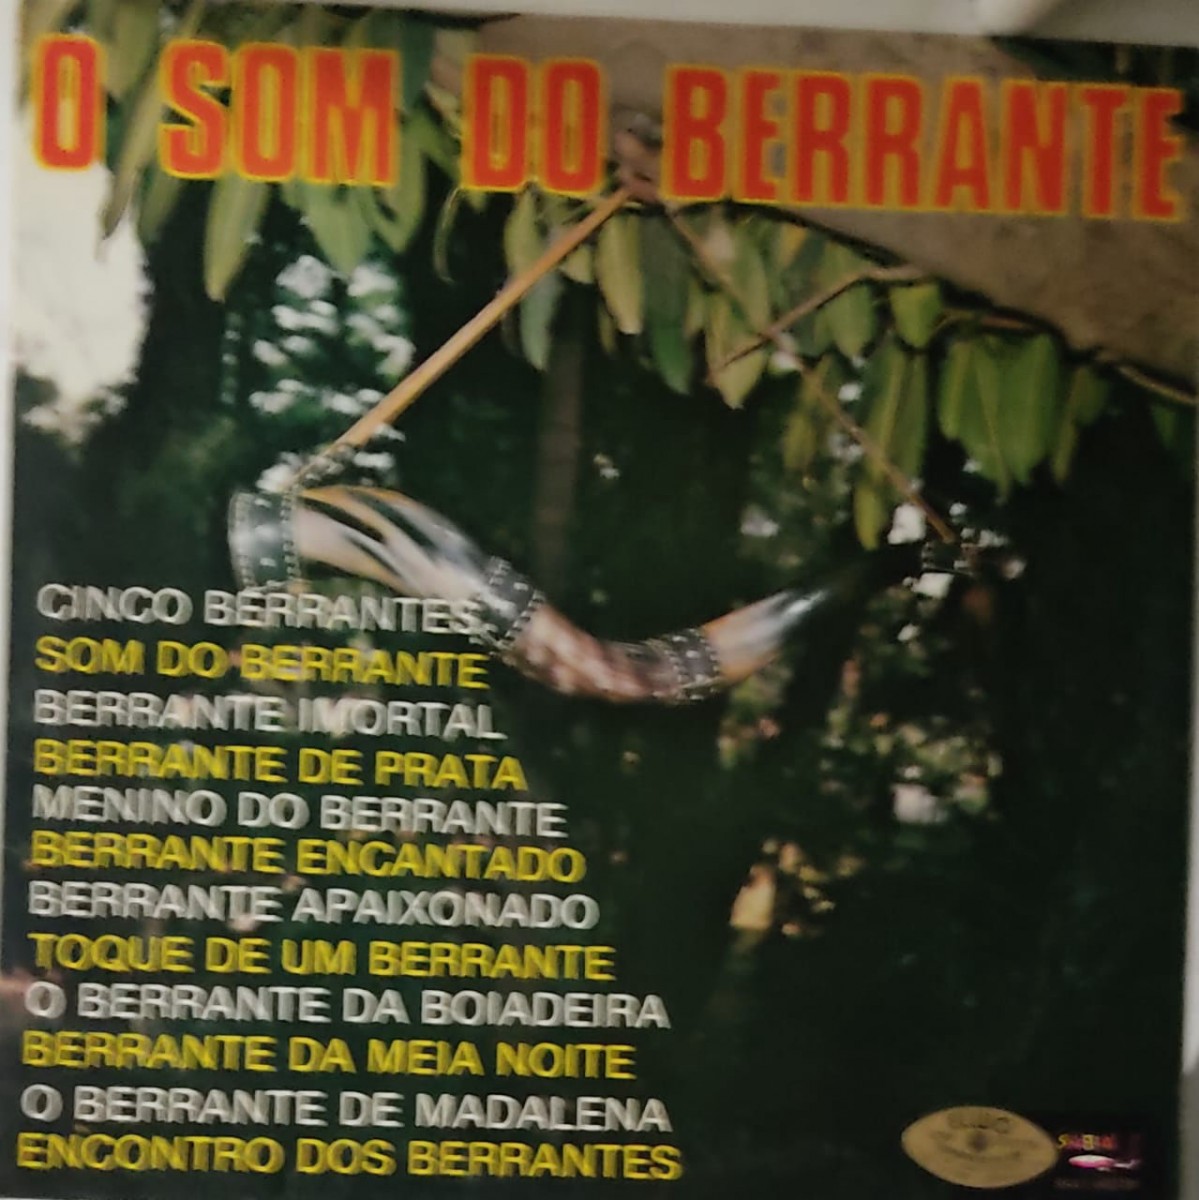 O SOM DO BERRANTE
CINCO BERRANTES
SOM DO BERRANTE
BERRANTE IMORTAL
BERRANTE DE PRATA
MENINO DO BERRANTE
BERRANTE ENCANTADO
BERRANTE APAIXONADO
TOQUE DE UM BERRANTE
O BERRANTE DA BOIADEIRA
BERRANTE DA MEIA NOITE
O BERRANTE DE MADALENA
ENCONTRO DOS BERRANTES